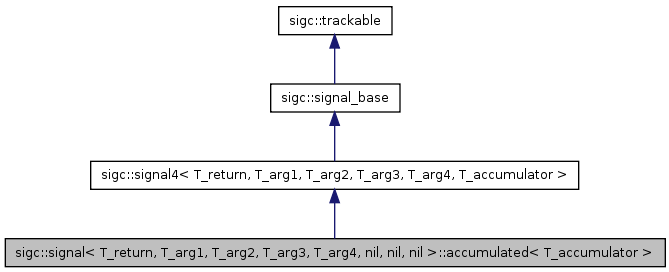 sigc::trackable
sigc::signal_base
sigc::signal4< T_return, T_arg1, T_arg2, T_arg3, T_arg4, T_accumulator >
sigc::signal< T_return, T_arg1, T_arg2, T_arg3, T_arg4, nil, nil, nil >::accumulated< T_accumulator >